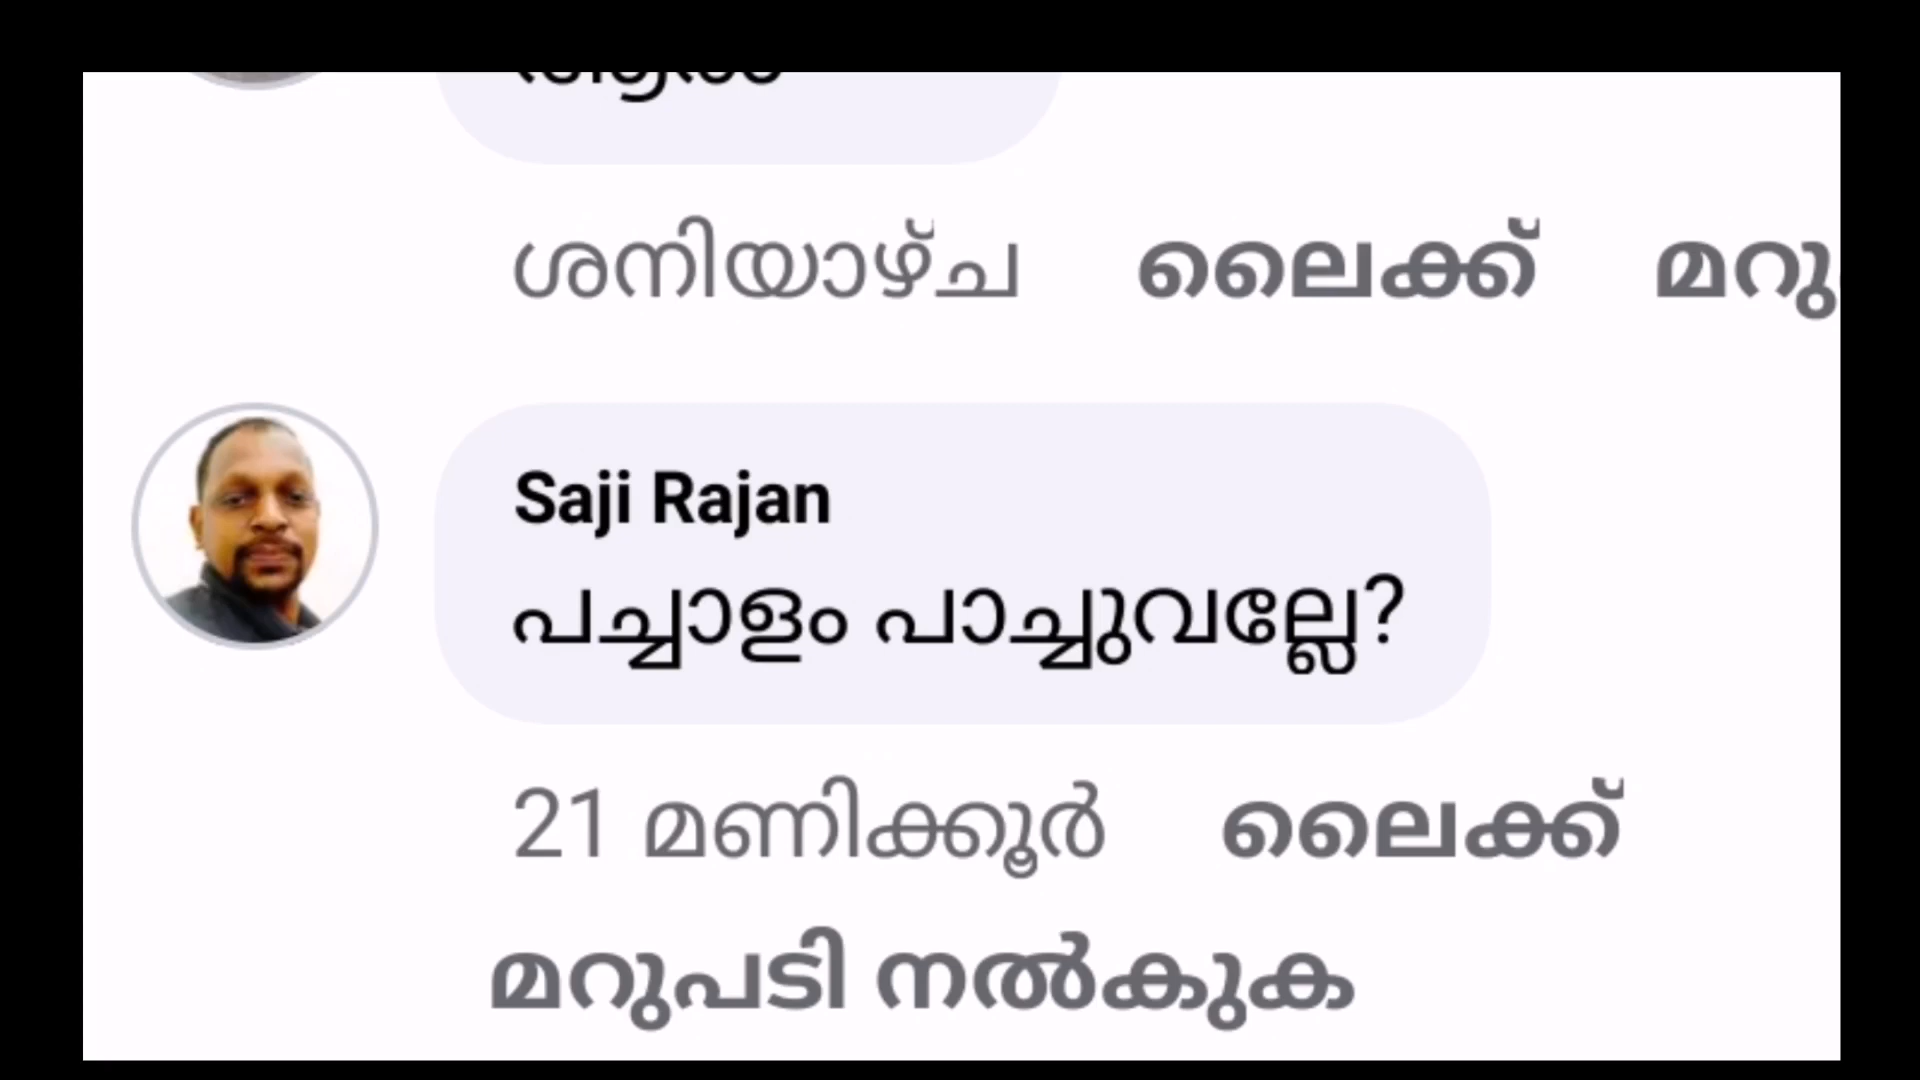 ശനിയാഴ്ച ലൈക്ക്
Saji Rajan
പച്ചാളം പാച്ചുവല്ലേ?
21 മണിക്കൂർ ലൈക്ക്
മറുപടി നൽകുക